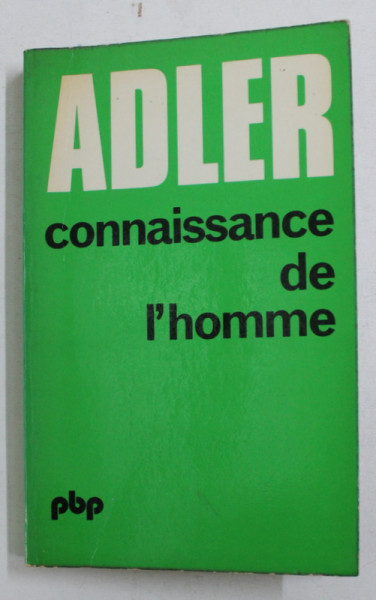 ADLER
connaissance
de
l'homme
pbp